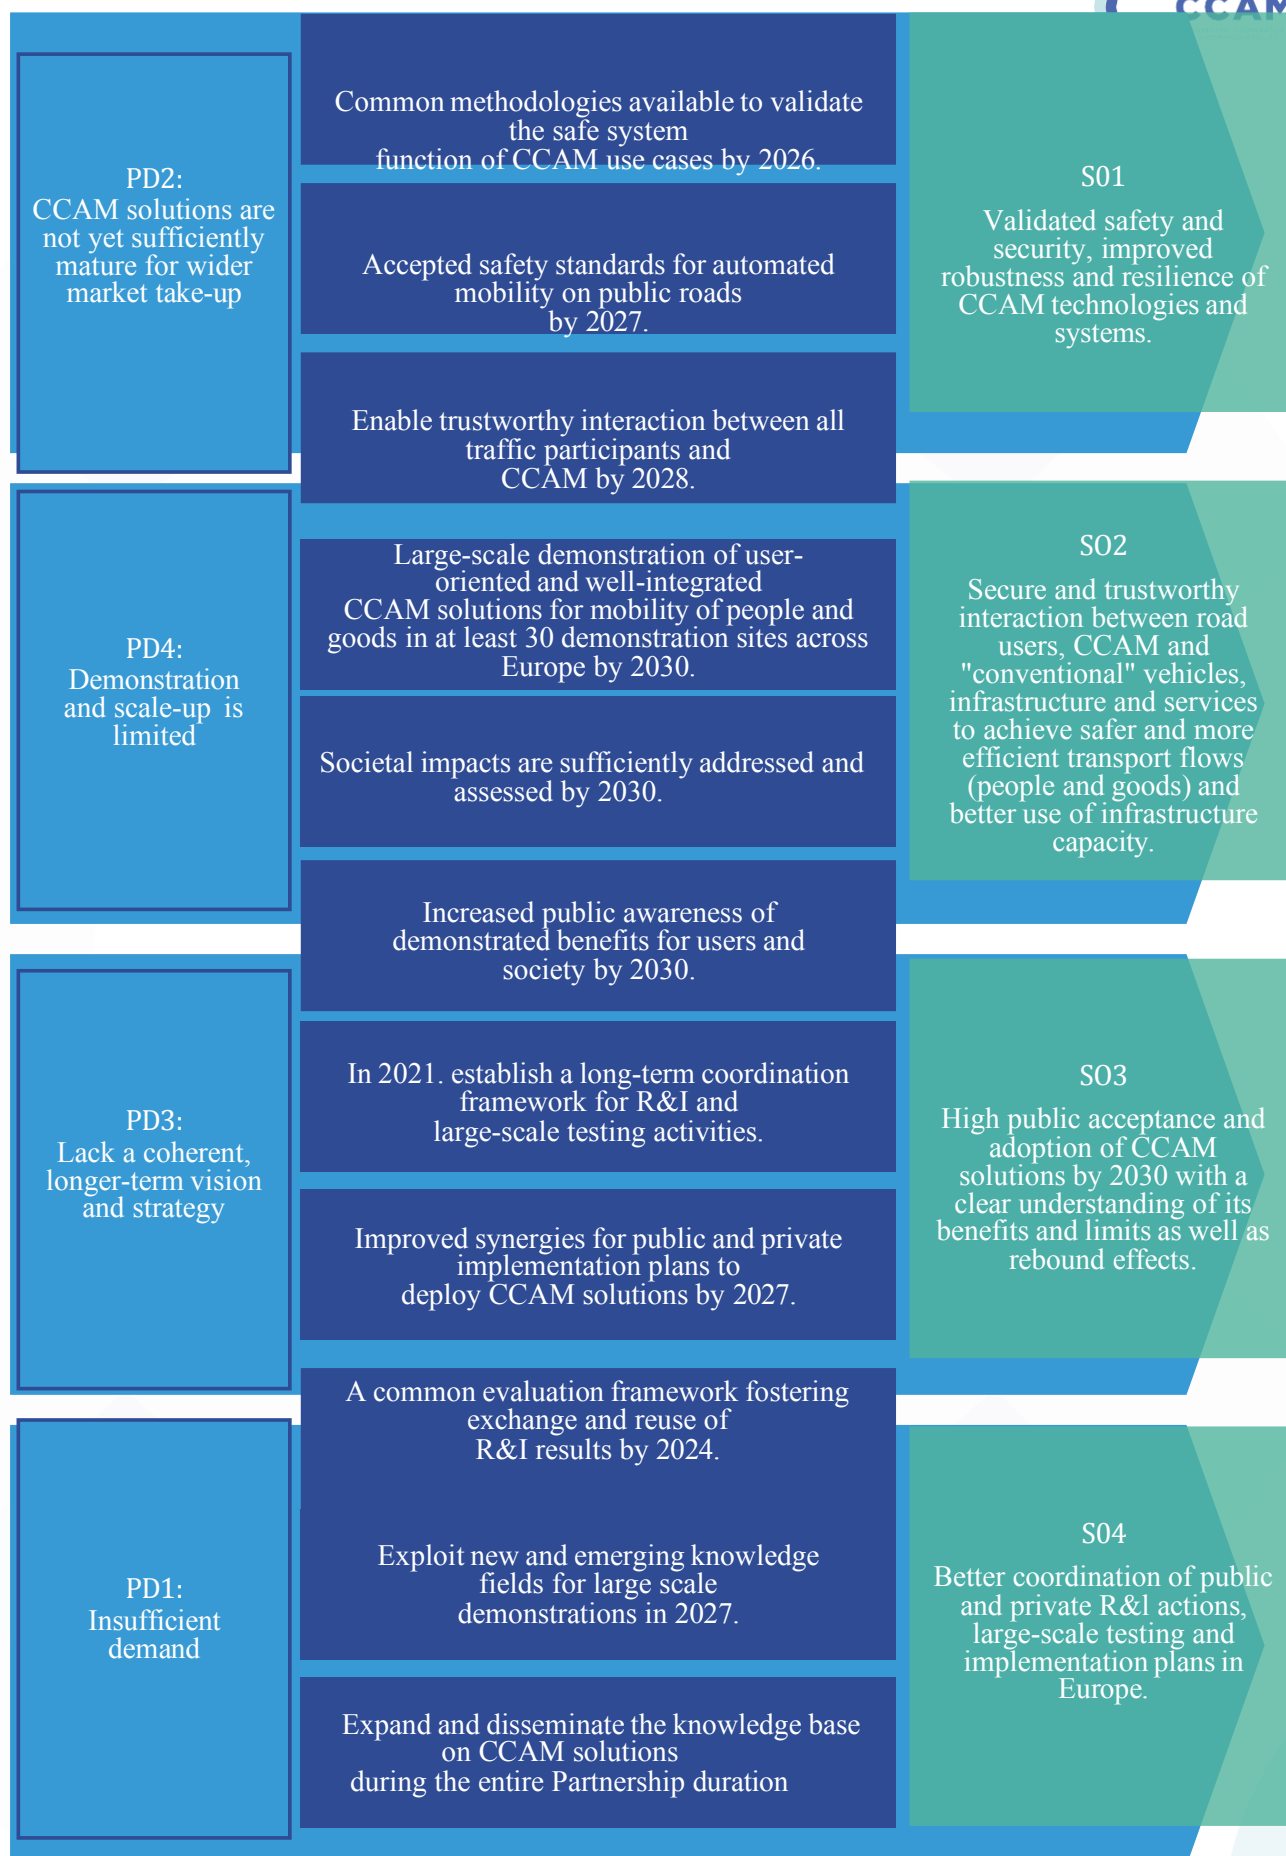 CCAM
PD2:
CCAM solutions are
not yet sufficiently
mature for wider
market take-up
Common methodologies available to validate
the safe system
function of CCAM use cases by 2026.
Accepted safety standards for automated
mobility on public roads
by 2027.
Enable trustworthy interaction between all
traffic participants and
CCAM by 2028.
S01
Validated safety and
security, improved
robustness and resilience of
CCAM technologies and
systems.
PD4:
Demonstration
and scale-up is
limited
Large-scale demonstration of user-
oriented and well-integrated
CCAM solutions for mobility of people and
goods in at least 30 demonstration sites across
Europe by 2030.
Societal impacts are sufficiently addressed and
assessed by 2030.
Increased public awareness of
demonstrated benefits for users and
society by 2030.
SO2
Secure and trustworthy
interaction between road
users, CCAM and
"conventional" vehicles,
infrastructure and services
to achieve safer and more
efficient transport flows
(people and goods) and
better use of infrastructure
capacity.
PD3:
Lack a coherent,
longer-term vision
and strategy
In 2021. establish a long-term coordination
framework for R&I and
large-scale testing activities.
Improved synergies for public and private
implementation plans to
deploy CCAM solutions by 2027.
A common evaluation framework fostering
exchange and reuse of
R&I results by 2024.
SO3
High public acceptance and
adoption of CCAM
solutions by 2030 with a
clear understanding of its
benefits and limits as well as
rebound effects.
PD1:
Insufficient
demand
Exploit new and emerging knowledge
fields for large scale
demonstrations in 2027.
Expand and disseminate the knowledge base
on CCAM solutions
during the entire Partnership duration
S04
Better coordination of public
and private R&l actions,
large-scale testing and
implementation plans in
Europe.